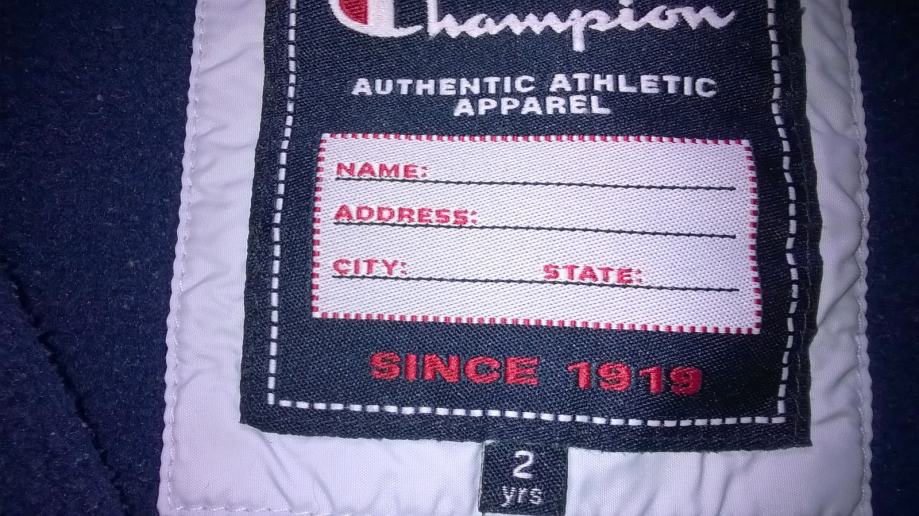 Champion
AUTHENTIC ATHLETIC
APPAREL
NAME:
ADDRESS:
CITY: STATE:
SINCE 1919
2
yrs